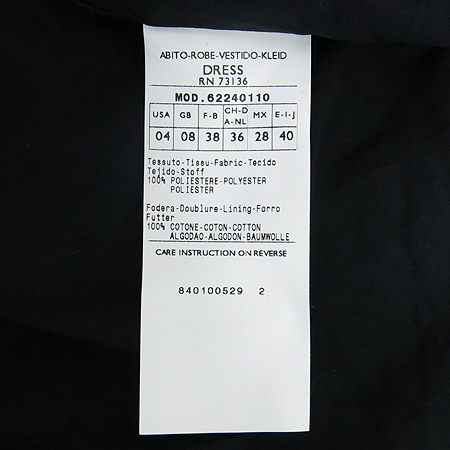 ABITO-ROBE-VESTIDO-KLEID
DRESS
RN 73136
MOD.62240110
USA GB F-B CH-D A-NL MX E-I-J
04 08 38 36 28 40
Tessuto-Tissu-Fabric-Tecido
Tejido-Stoff
100% POLIESTERE-POLYESTER
POLIESTER
Fodera-Doublure-Lining-Forro
Futter
100% COTONE-COTON-COTTON
ALGODAO-ALGODON-BAUMWOLLE
CARE INSTRUCTION ON REVERSE
840100529 2